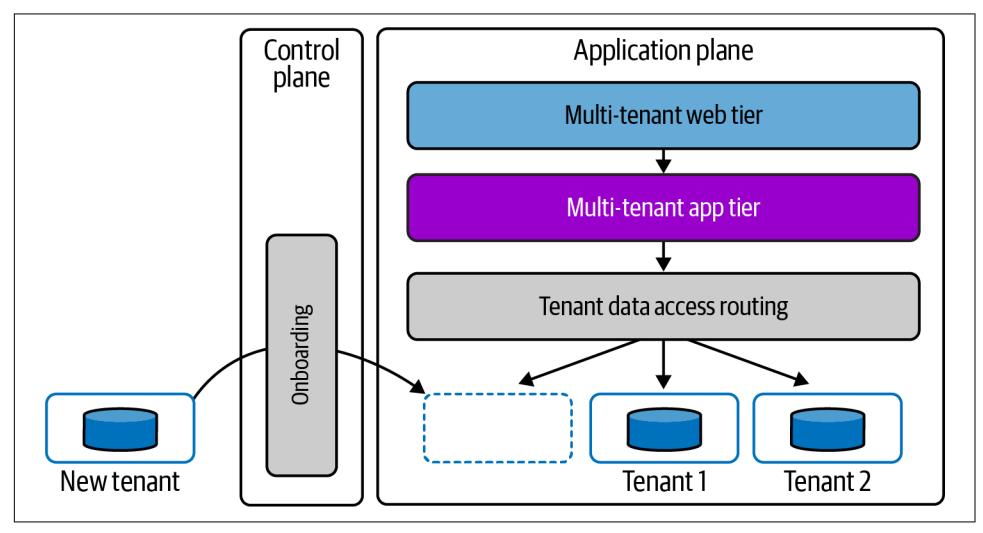 Control
plane
Application plane
Multi-tenant web tier
Multi-tenant app tier
Tenant data access routing
Onboarding
New tenant
Tenant 1
Tenant 2